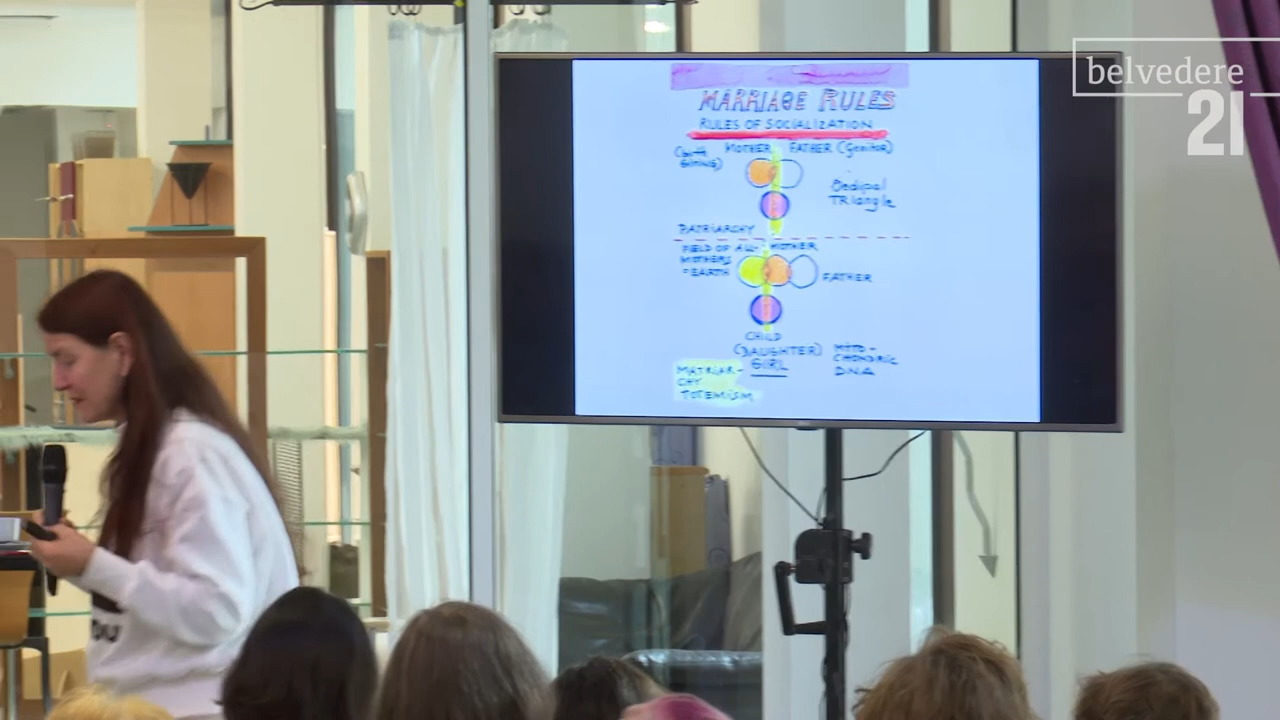 belvedere
21
MARRIAGE RULES
RULES OF SOCIALIZATION
MOTHER FATHER (Genitor)
Oedipal
TRiangle
PATRIARCHY
FIELD OF ALL- MOTHER
MOTHERS
= EARTH
FATHER
CHILD
(DAUGHTER)
GIRL
MITO-
CHONDRIC
DNA
MATRIAR-
CHY
TOTEMISM
OU